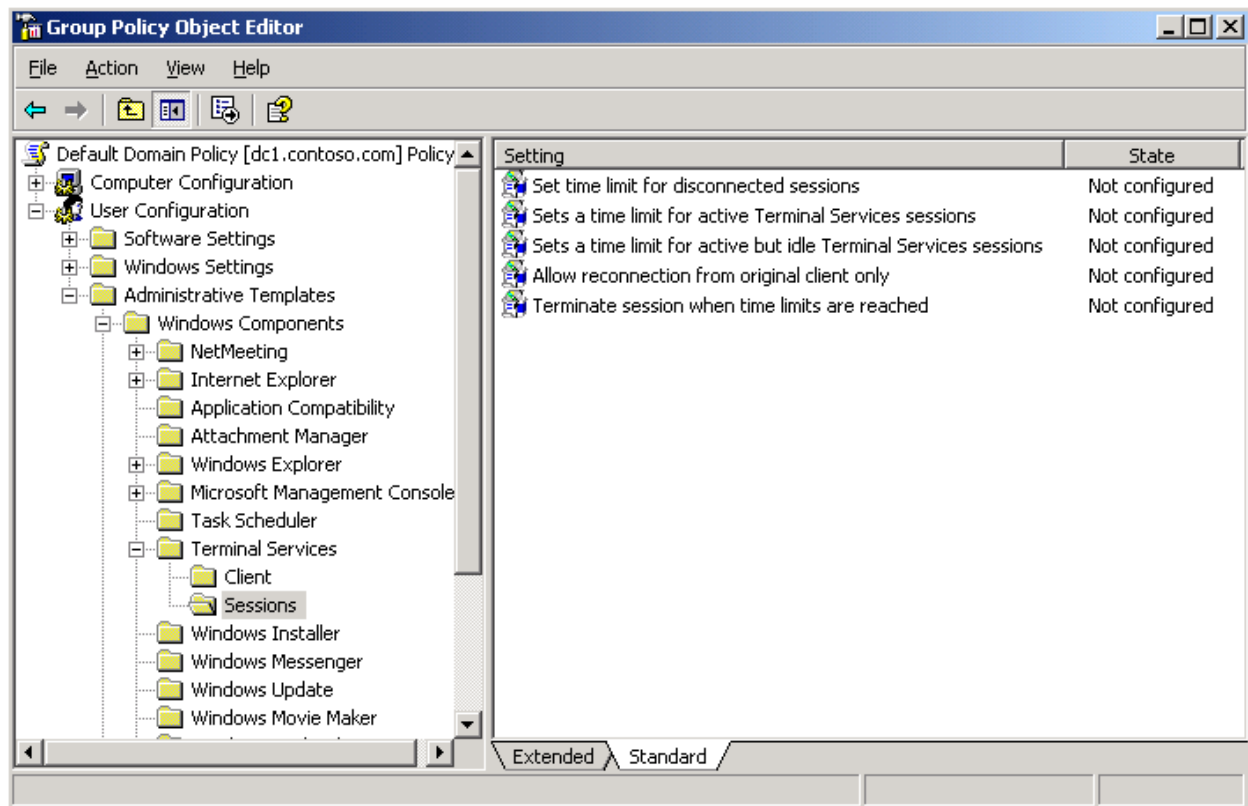 Group Policy Object Editor
File Action View Help
Default Domain Policy [dc1.contoso.com] Policy
Computer Configuration
User Configuration
Software Settings
Windows Settings
Administrative Templates
Windows Components
NetMeeting
Internet Explorer
Application Compatibility
Attachment Manager
Windows Explorer
Microsoft Management Console
Task Scheduler
Terminal Services
Client
Sessions
Windows Installer
Windows Messenger
Windows Update
Windows Movie Maker
Setting State
Set time limit for disconnected sessions Not configured
Sets a time limit for active Terminal Services sessions Not configured
Sets a time limit for active but idle Terminal Services sessions Not configured
Allow reconnection from original client only Not configured
Terminate session when time limits are reached Not configured
Extended Standard